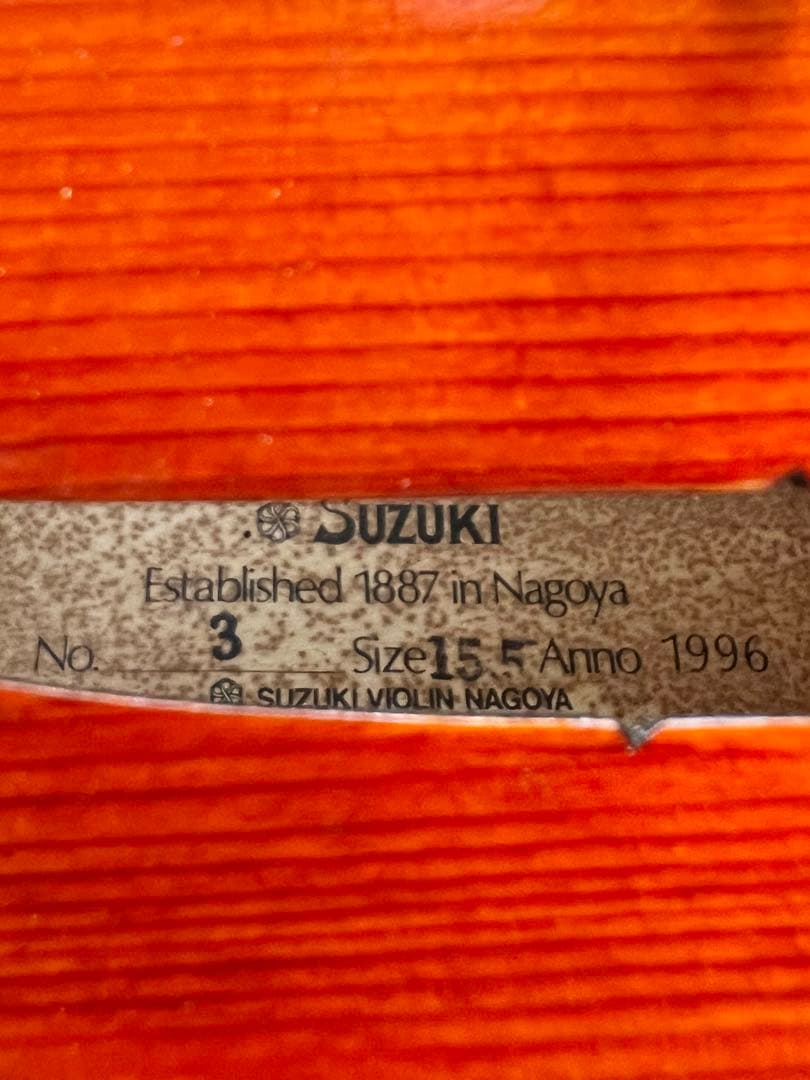 SUZUKI
Established 1887 in Nagoya
No. 3 Size 15.5 Anno 1996
SUZUKI VIOLIN NAGOYA